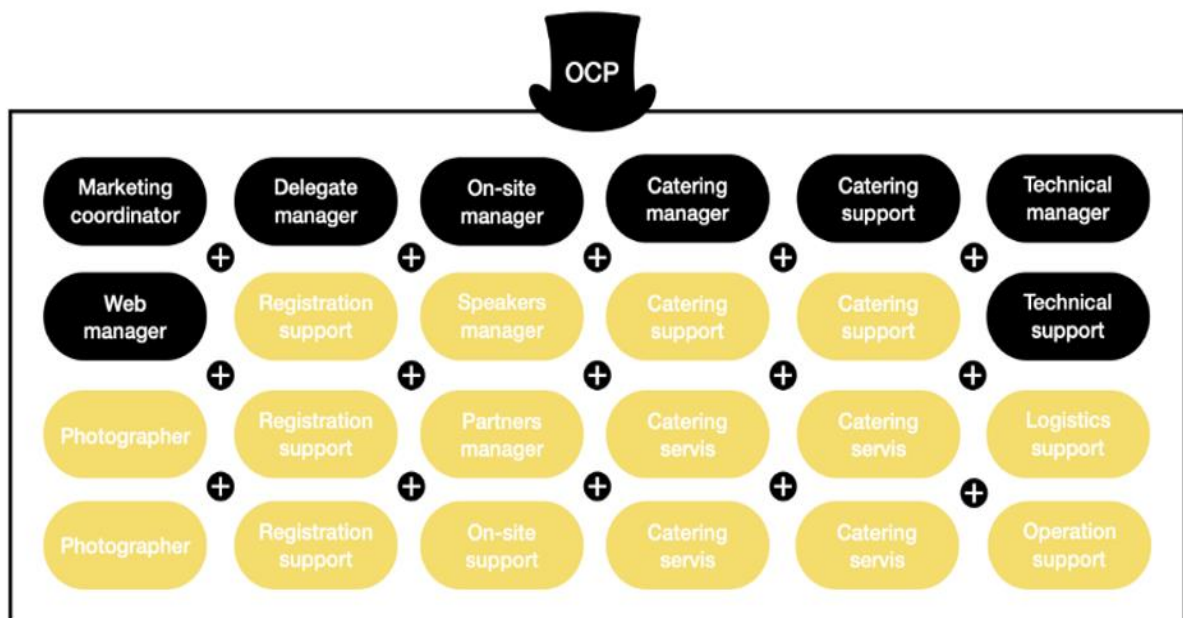 OCP
Marketing
coordinator
Delegate
manager
On-site
manager
Catering
manager
Catering
support
Technical
manager
Web
manager
Registration
support
Speakers
manager
Catering
support
Catering
support
Technical
support
Photographer
Registration
support
Partners
manager
Catering
servis
Catering
servis
Logistics
support
Photographer
Registration
support
On-site
support
Catering
servis
Catering
servis
Operation
support